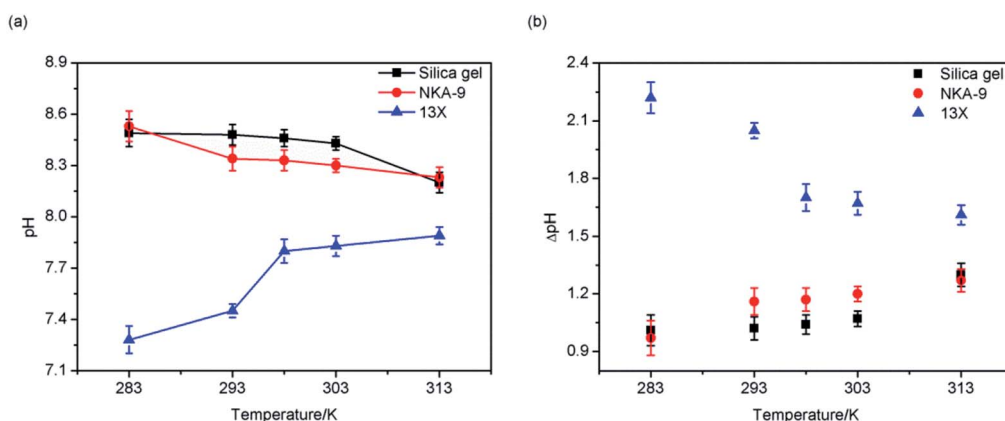 (a)
8.9
8.6
8.3
8.0
7.7
7.4
7.1
pH
Silica gel
NKA-9
13X
283
293
303
313
Temperature/K
(b)
2.4
2.1
1.8
1.5
1.2
0.9
ΔpH
Silica gel
NKA-9
13X
283
293
303
313
Temperature/K